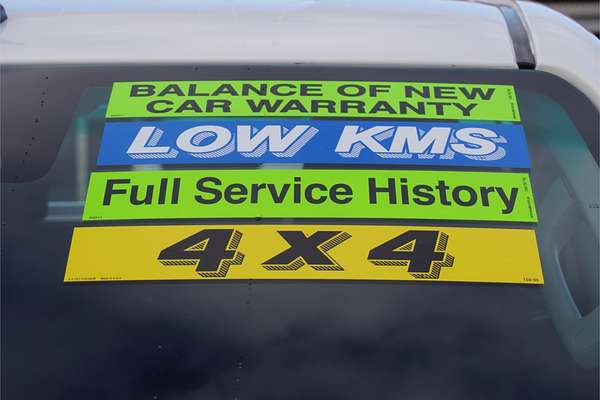 BALANCE OF NEW
CAR WARRANTY
LOW KMS
Full Service History
4 x 4